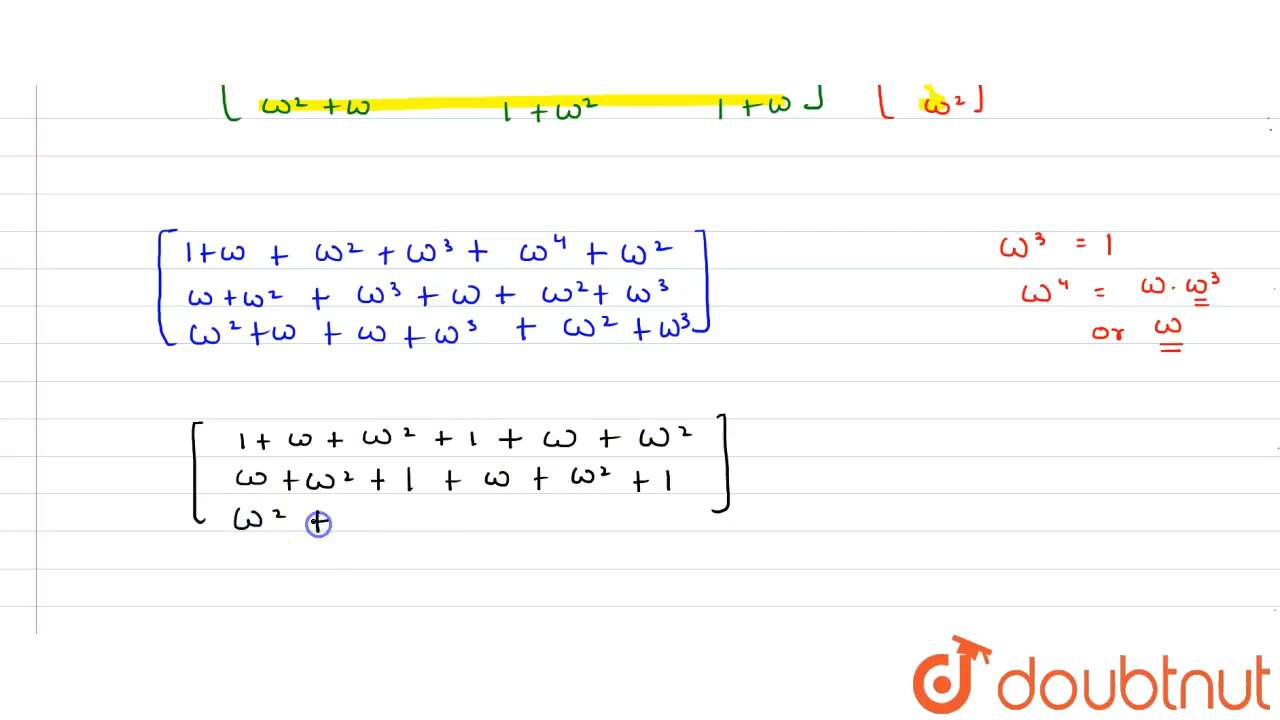 [ ω² + ω 1 + ω² 1 + ω ] [ ω² ]
1 + ω + ω² + ω³ + ω⁴ + ω²
ω + ω² + ω³ + ω + ω² + ω³
ω² + ω + ω + ω³ + ω² + ω³
ω³ = 1
ω⁴ = ω · ω³
or ω
1 + ω + ω² + 1 + ω + ω²
ω + ω² + 1 + ω + ω² + 1
ω² +
doubtnut